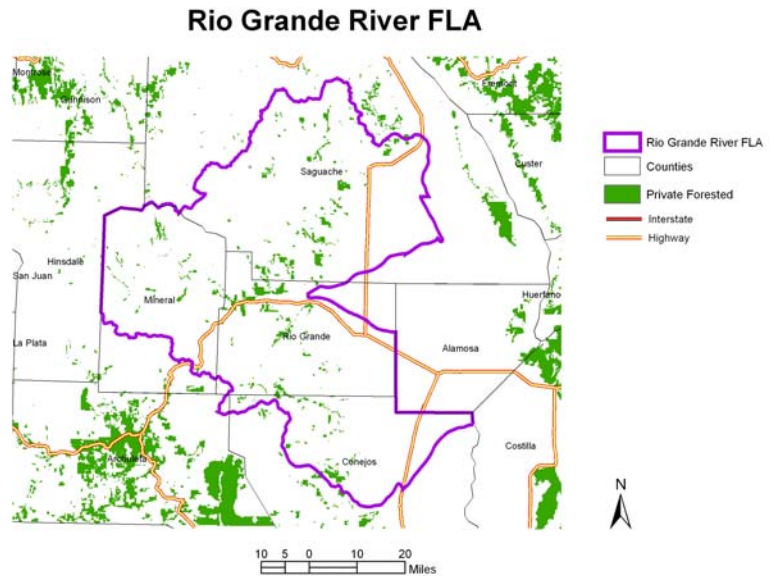 Rio Grande River FLA
Montrose
Gunnison
Fremont
Custer
Saguache
Hinsdale
San Juan
Mineral
Huerfano
La Plata
Rio Grande
Alamosa
Archuleta
Conejos
Costilla
Rio Grande River FLA
Counties
Private Forested
Interstate
Highway
N
10 5 0 10 20
Miles